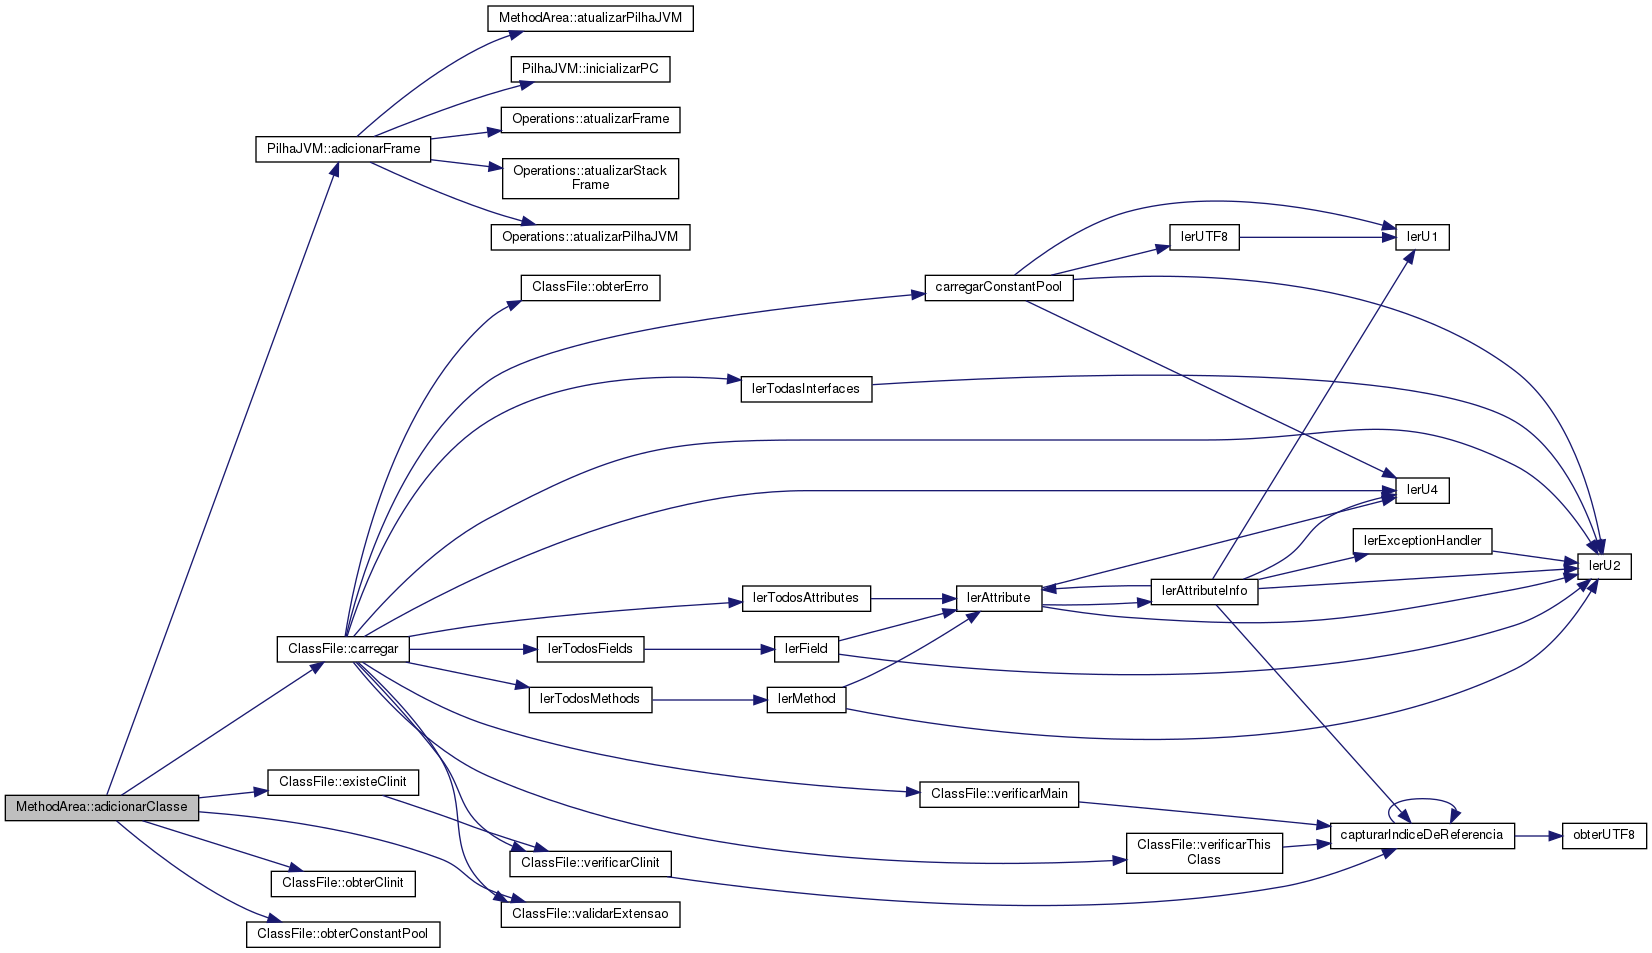 MethodArea::atualizarPilhaJVM
PilhaJVM::inicializarPC
Operations::atualizarFrame
PilhaJVM::adicionarFrame
Operations::atualizarStack
Frame
Operations::atualizarPilhaJVM
lerUTF8
lerU1
ClassFile::obterErro
carregarConstantPool
lerTodasInterfaces
lerU4
lerExceptionHandler
lerU2
lerAttributeInfo
lerTodosAttributes
lerAttribute
ClassFile::carregar
lerTodosFields
lerField
lerTodosMethods
lerMethod
ClassFile::existeClinit
ClassFile::verificarMain
MethodArea::adicionarClasse
capturarIndiceDeReferencia
obterUTF8
ClassFile::verificarThis
Class
ClassFile::verificarClinit
ClassFile::obterClinit
ClassFile::validarExtensao
ClassFile::obterConstantPool